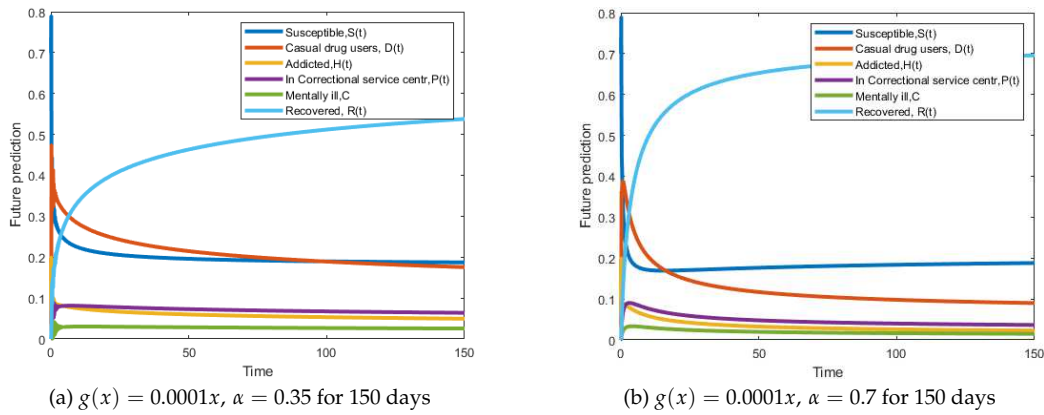 0.8
0.7
0.6
0.5
0.4
0.3
0.2
0.1
0
Future prediction
Susceptible,S(t)
Casual drug users, D(t)
Addicted,H(t)
In Correctional service centr,P(t)
Mentally ill,C
Recovered, R(t)
0 50 100 150
Time
(a) g(x) = 0.0001x, α = 0.35 for 150 days
0.8
0.7
0.6
0.5
0.4
0.3
0.2
0.1
0
Future prediction
Susceptible,S(t)
Casual drug users, D(t)
Addicted,H(t)
In Correctional service centr,P(t)
Mentally ill,C
Recovered, R(t)
0 50 100 150
Time
(b) g(x) = 0.0001x, α = 0.7 for 150 days